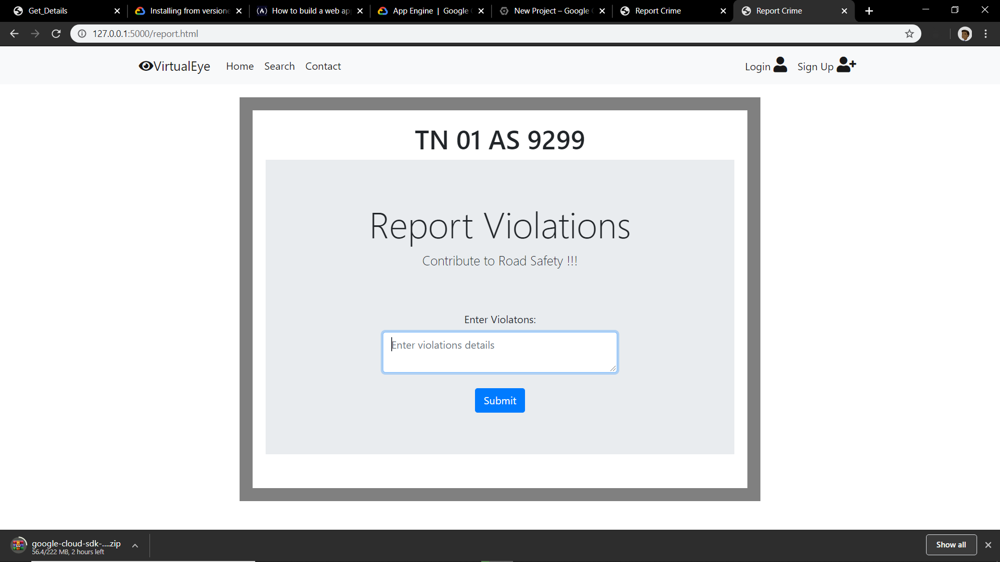 Get_Details
Installing from versione
How to build a web ap
App Engine | Google
New Project – Google
Report Crime
Report Crime
127.0.0.1:5000/report.html
VirtualEye
Home
Search
Contact
Login
Sign Up
TN 01 AS 9299
Report Violations
Contribute to Road Safety !!!
Enter Violatons:
Enter violations details
Submit
google-cloud-sdk-....zip
56.4/222 MB, 2 hours left
Show all